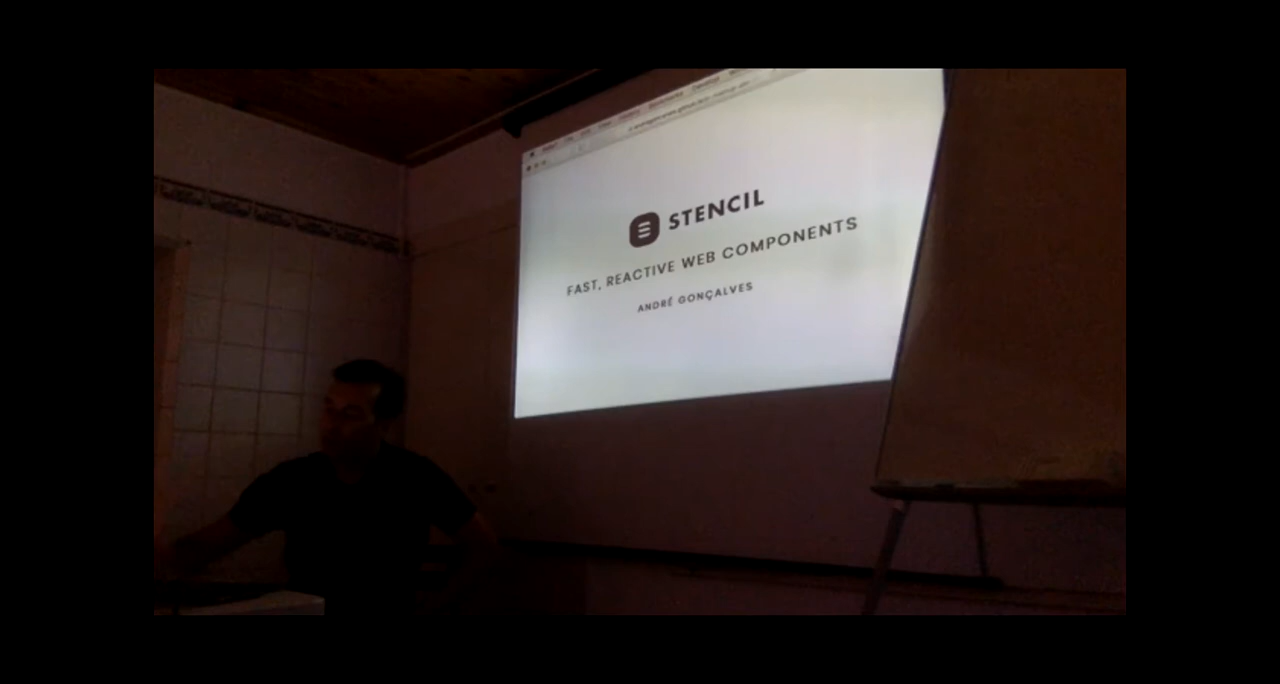 STENCIL
FAST, REACTIVE WEB COMPONENTS
ANDRÉ GONÇALVES